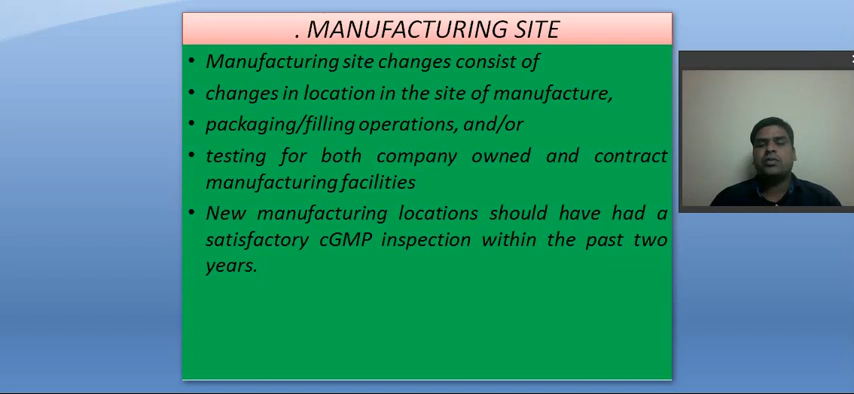 . MANUFACTURING SITE
• Manufacturing site changes consist of
• changes in location in the site of manufacture,
• packaging/filling operations, and/or
• testing for both company owned and contract
manufacturing facilities
• New manufacturing locations should have had a
satisfactory cGMP inspection within the past two
years.